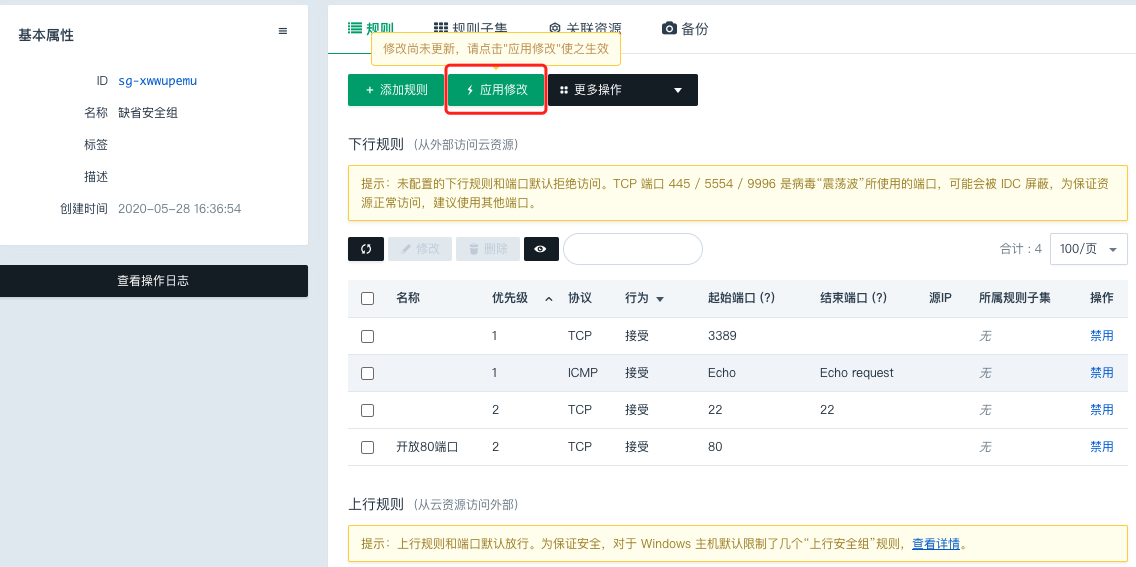 基本属性
ID sg-xwwupemu
名称 缺省安全组
标签
描述
创建时间 2020-05-28 16:36:54
查看操作日志
规则 规则子集 关联资源 备份
修改尚未更新，请点击"应用修改"使之生效
+ 添加规则 应用修改 更多操作
下行规则 (从外部访问云资源)
提示：未配置的下行规则和端口默认拒绝访问。TCP 端口 445 / 5554 / 9996 是病毒“震荡波”所使用的端口，可能会被 IDC 屏蔽，为保证资
源正常访问，建议使用其他端口。
修改 删除 合计 : 4 100/页
名称 优先级 协议 行为 起始端口 (?) 结束端口 (?) 源IP 所属规则子集 操作
1 TCP 接受 3389 无 禁用
1 ICMP 接受 Echo Echo request 无 禁用
2 TCP 接受 22 22 无 禁用
开放80端口 2 TCP 接受 80 无 禁用
上行规则 (从云资源访问外部)
提示：上行规则和端口默认放行。为保证安全，对于 Windows 主机默认限制了几个“上行安全组”规则，查看详情。